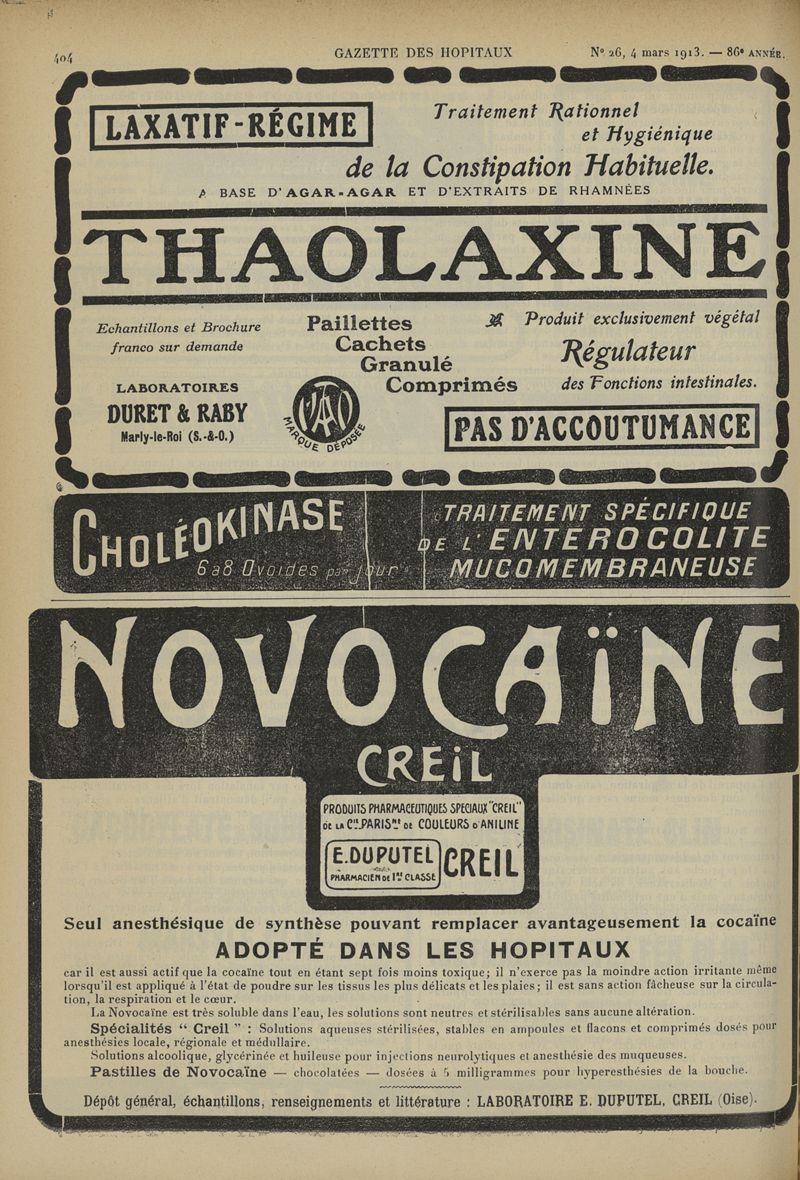 404 GAZETTE DES HOPITAUX N° 26, 4 mars 1913. — 86e ANNÉE.
LAXATIF-RÉGIME
Traitement Rationnel
et Hygiénique
de la Constipation Habituelle.
A BASE D'AGAR-AGAR ET D'EXTRAITS DE RHAMNÉES
THAOLAXINE
Echantillons et Brochure
franco sur demande
LABORATOIRES
DURET & RABY
Marly-le-Roi (S.-&-O.)
Paillettes
Cachets
Granulé
Comprimés
MARQUE DÉPOSÉE
Produit exclusivement végétal
Régulateur
des Fonctions intestinales.
PAS D'ACCOUTUMANCE
CHOLÉOKINASE
6 à 8 Ovoïdes par jour
TRAITEMENT SPÉCIFIQUE
DE L'ENTEROCOLITE
MUCOMEMBRANEUSE
NOVOCAÏNE
CREIL
PRODUITS PHARMACEUTIQUES SPECIAUX "CREIL"
DE LA Cie PARISne DE COULEURS D'ANILINE
E. DUPUTEL
PHARMACIEN DE 1re CLASSE
CREIL
Seul anesthésique de synthèse pouvant remplacer avantageusement la cocaïne
ADOPTÉ DANS LES HOPITAUX
car il est aussi actif que la cocaïne tout en étant sept fois moins toxique; il n'exerce pas la moindre action irritante même
lorsqu'il est appliqué à l'état de poudre sur les tissus les plus délicats et les plaies; il est sans action fâcheuse sur la circula-
tion, la respiration et le cœur.
La Novocaïne est très soluble dans l'eau, les solutions sont neutres et stérilisables sans aucune altération.
Spécialités " Creil " : Solutions aqueuses stérilisées, stables en ampoules et flacons et comprimés dosés pour
anesthésies locale, régionale et médullaire.
Solutions alcoolique, glycérinée et huileuse pour injections neurolytiques et anesthésie des muqueuses.
Pastilles de Novocaïne — chocolatées — dosées à 5 milligrammes pour hyperesthésies de la bouche.
Dépôt général, échantillons, renseignements et littérature : LABORATOIRE E. DUPUTEL, CREIL (Oise).